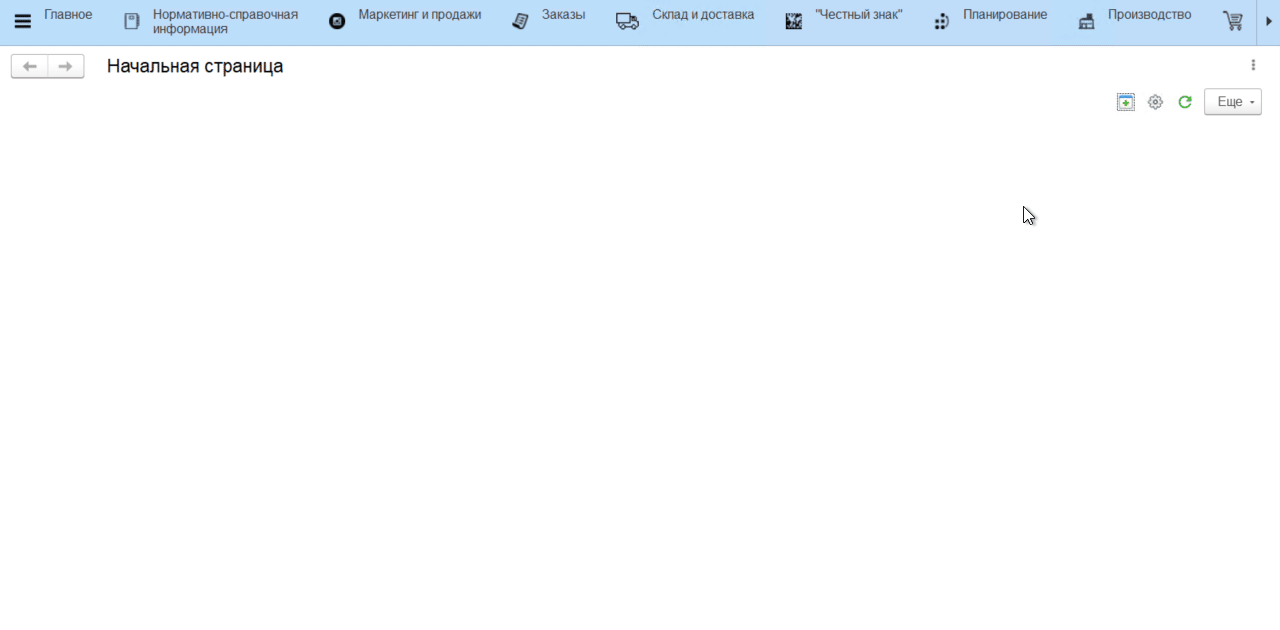 Главное
Нормативно-справочная
информация
Маркетинг и продажи
Заказы
Склад и доставка
"Честный знак"
Планирование
Производство
Начальная страница
Еще